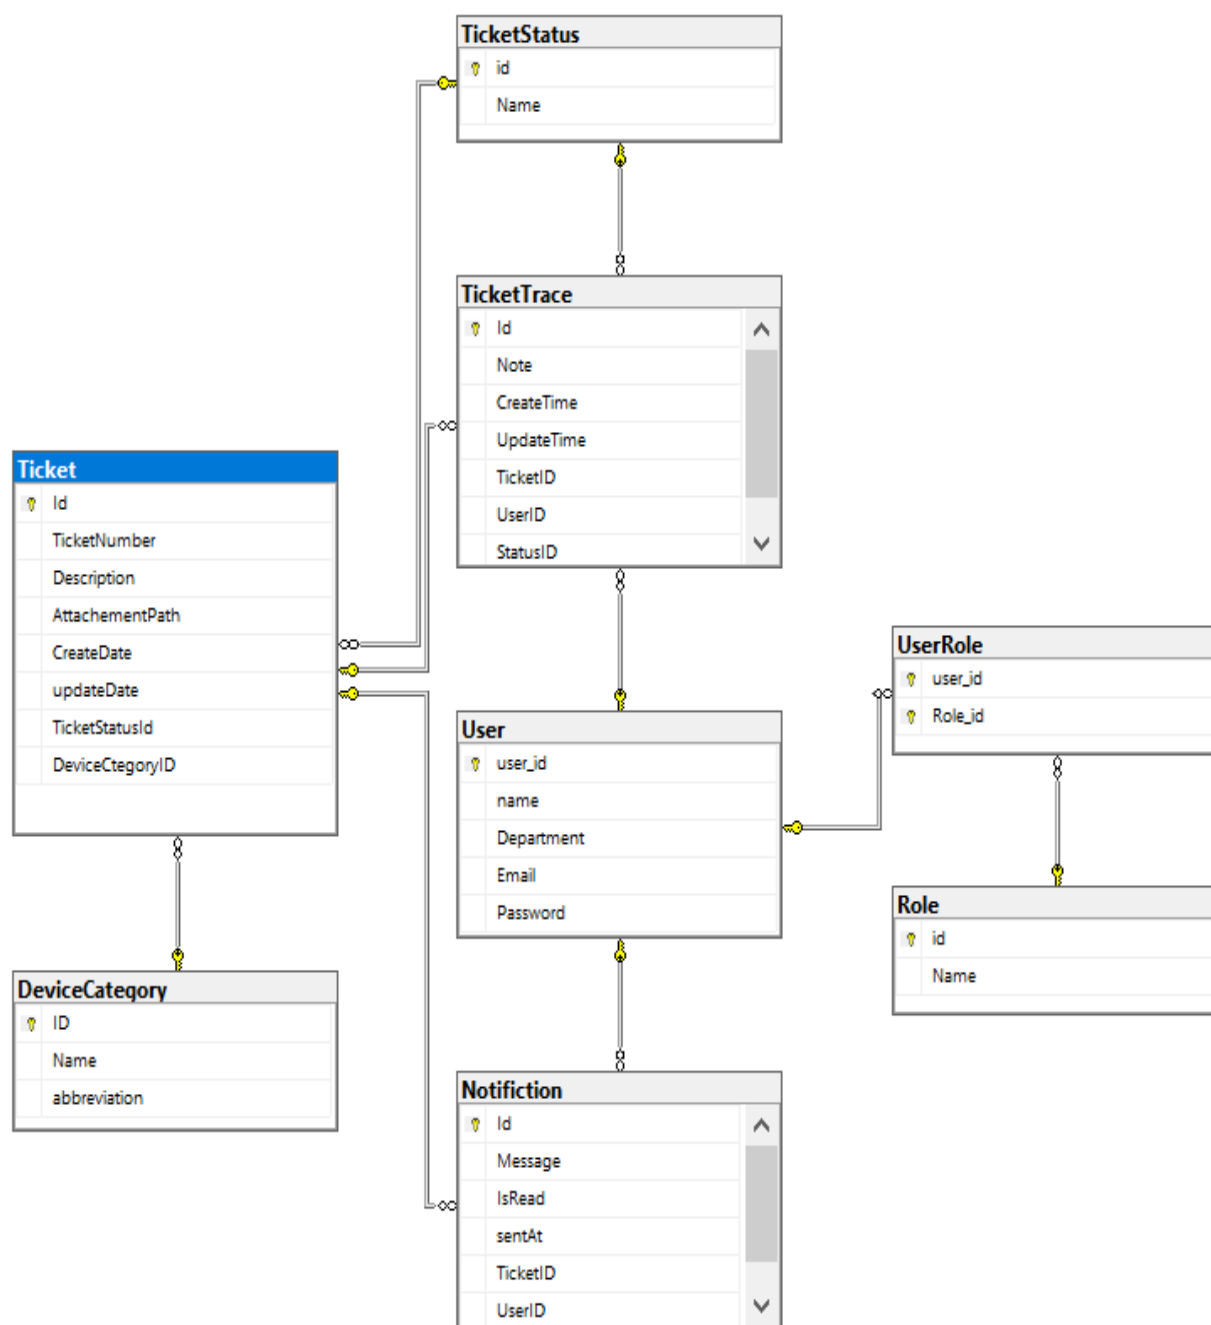 TicketStatus
id
Name
TicketTrace
Id
Note
CreateTime
UpdateTime
TicketID
UserID
StatusID
Ticket
Id
TicketNumber
Description
AttachementPath
CreateDate
updateDate
TicketStatusId
DeviceCtegoryID
User
user_id
name
Department
Email
Password
UserRole
user_id
Role_id
Role
id
Name
DeviceCategory
ID
Name
abbreviation
Notifiction
Id
Message
IsRead
sentAt
TicketID
UserID